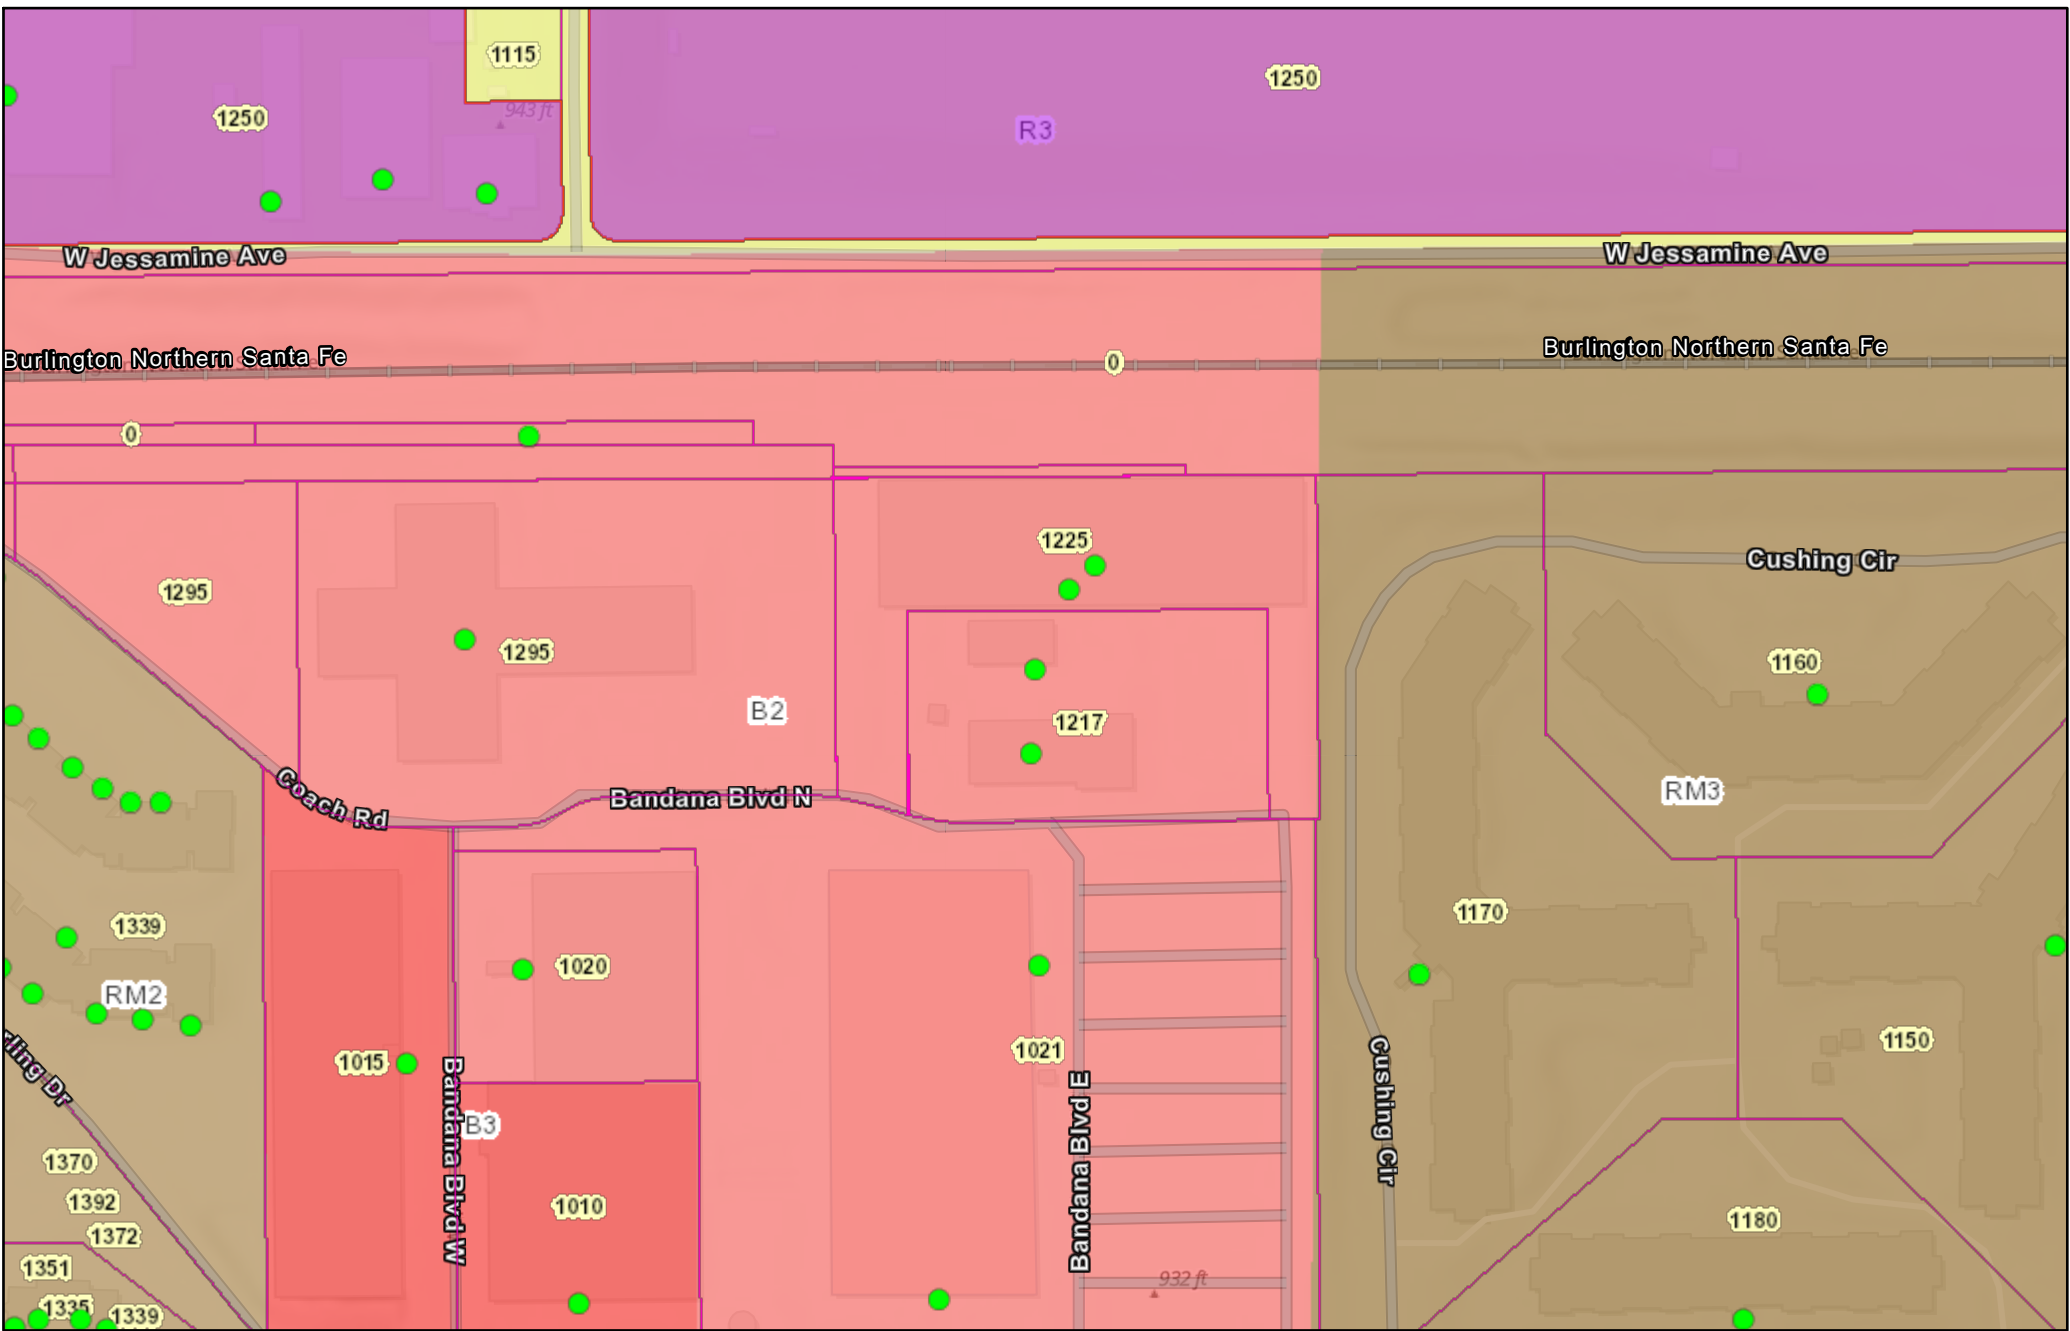 1115
1250
943 ft
1250
R3
W Jessamine Ave
W Jessamine Ave
Burlington Northern Santa Fe
Burlington Northern Santa Fe
0
0
1225
Cushing Cir
1295
1295
1160
B2
1217
Coach Rd
Bandana Blvd N
RM3
1339
1170
1020
RM2
1015
1021
1150
Bandana Blvd W
B3
Bandana Blvd E
Cushing Cir
rling Dr
1370
1392
1010
1372
1180
1351
932 ft
1335
1339